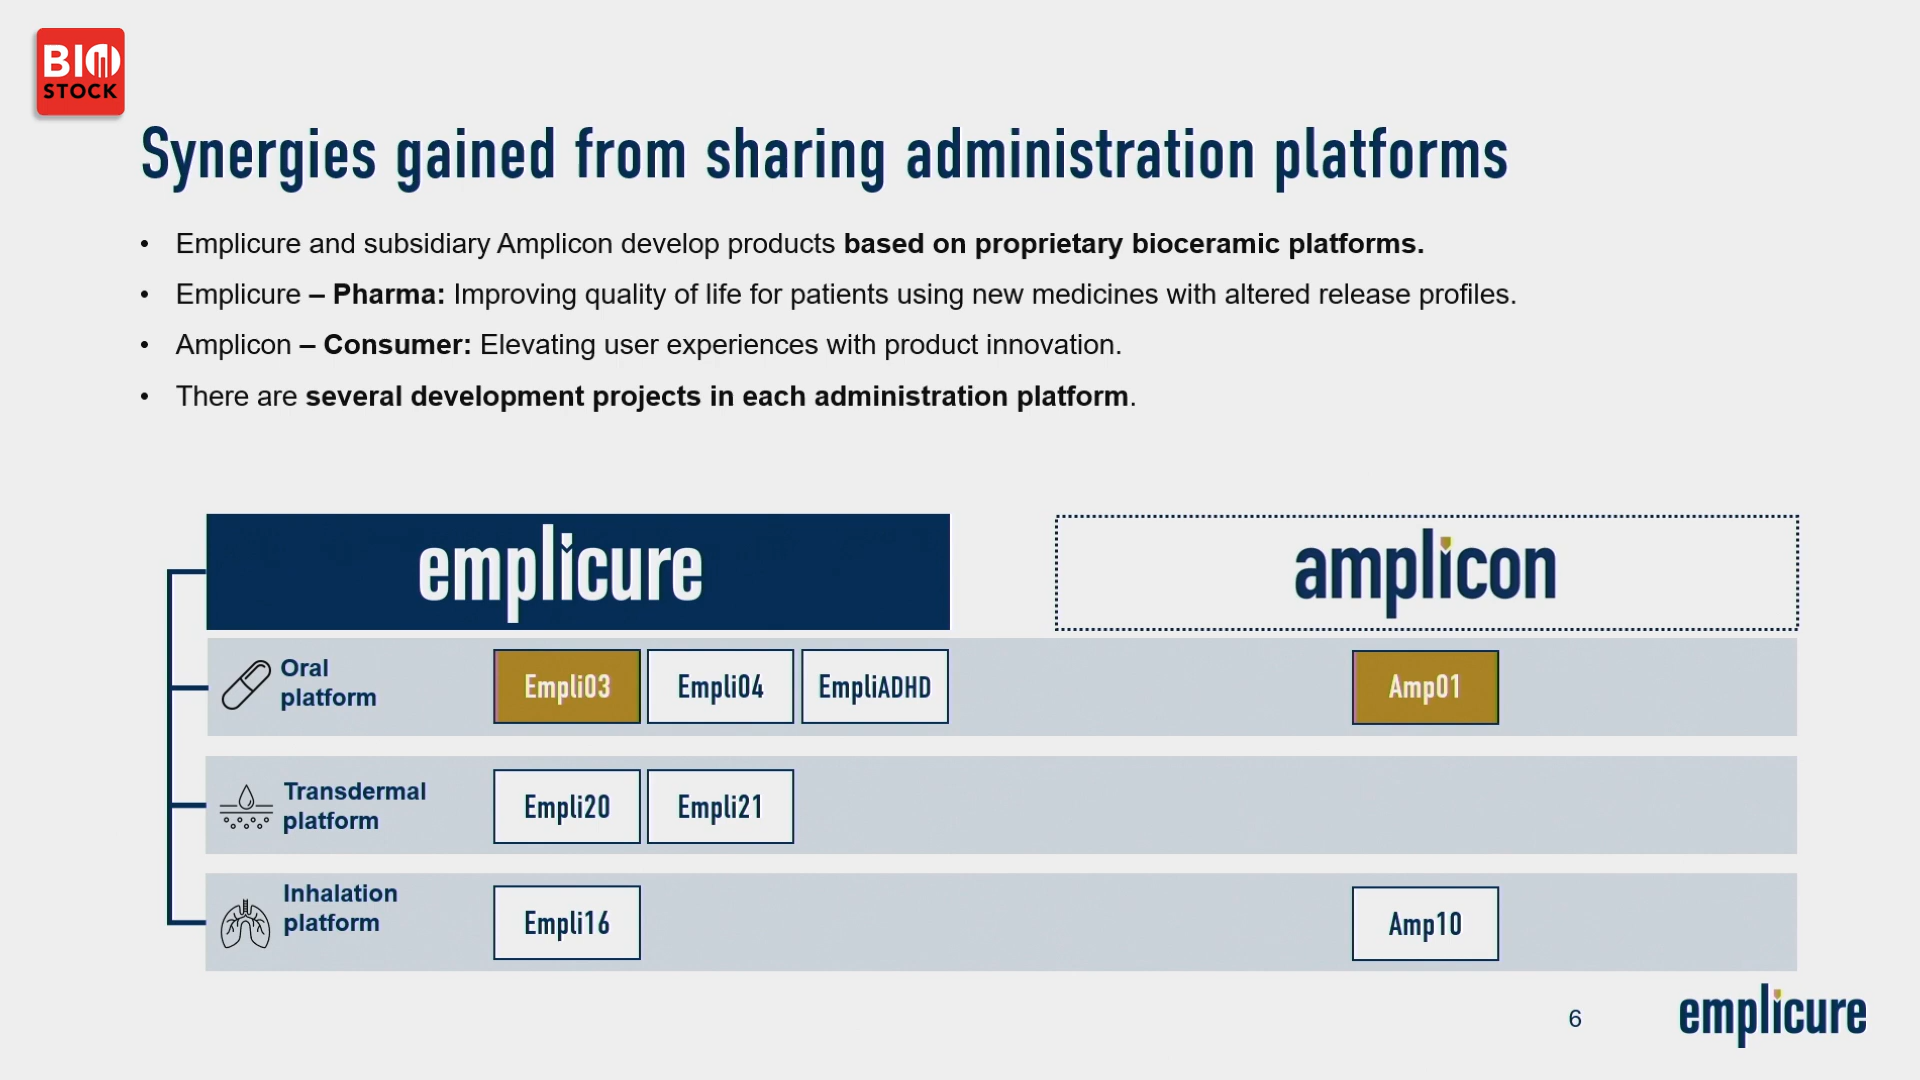 BIO
STOCK
Synergies gained from sharing administration platforms
• Emplicure and subsidiary Amplicon develop products based on proprietary bioceramic platforms.
• Emplicure – Pharma: Improving quality of life for patients using new medicines with altered release profiles.
• Amplicon – Consumer: Elevating user experiences with product innovation.
• There are several development projects in each administration platform.
emplicure
amplicon
Oral
platform
Empli03
Empli04
EmpliADHD
Amp01
Transdermal
platform
Empli20
Empli21
Inhalation
platform
Empli16
Amp10
6
emplicure